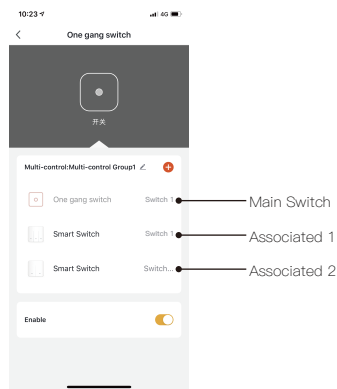 10:23 4G
One gang switch
开关
Multi-control:Multi-control Group1
One gang switch Switch 1 Main Switch
Smart Switch Switch 1 Associated 1
Smart Switch Switch... Associated 2
Enable